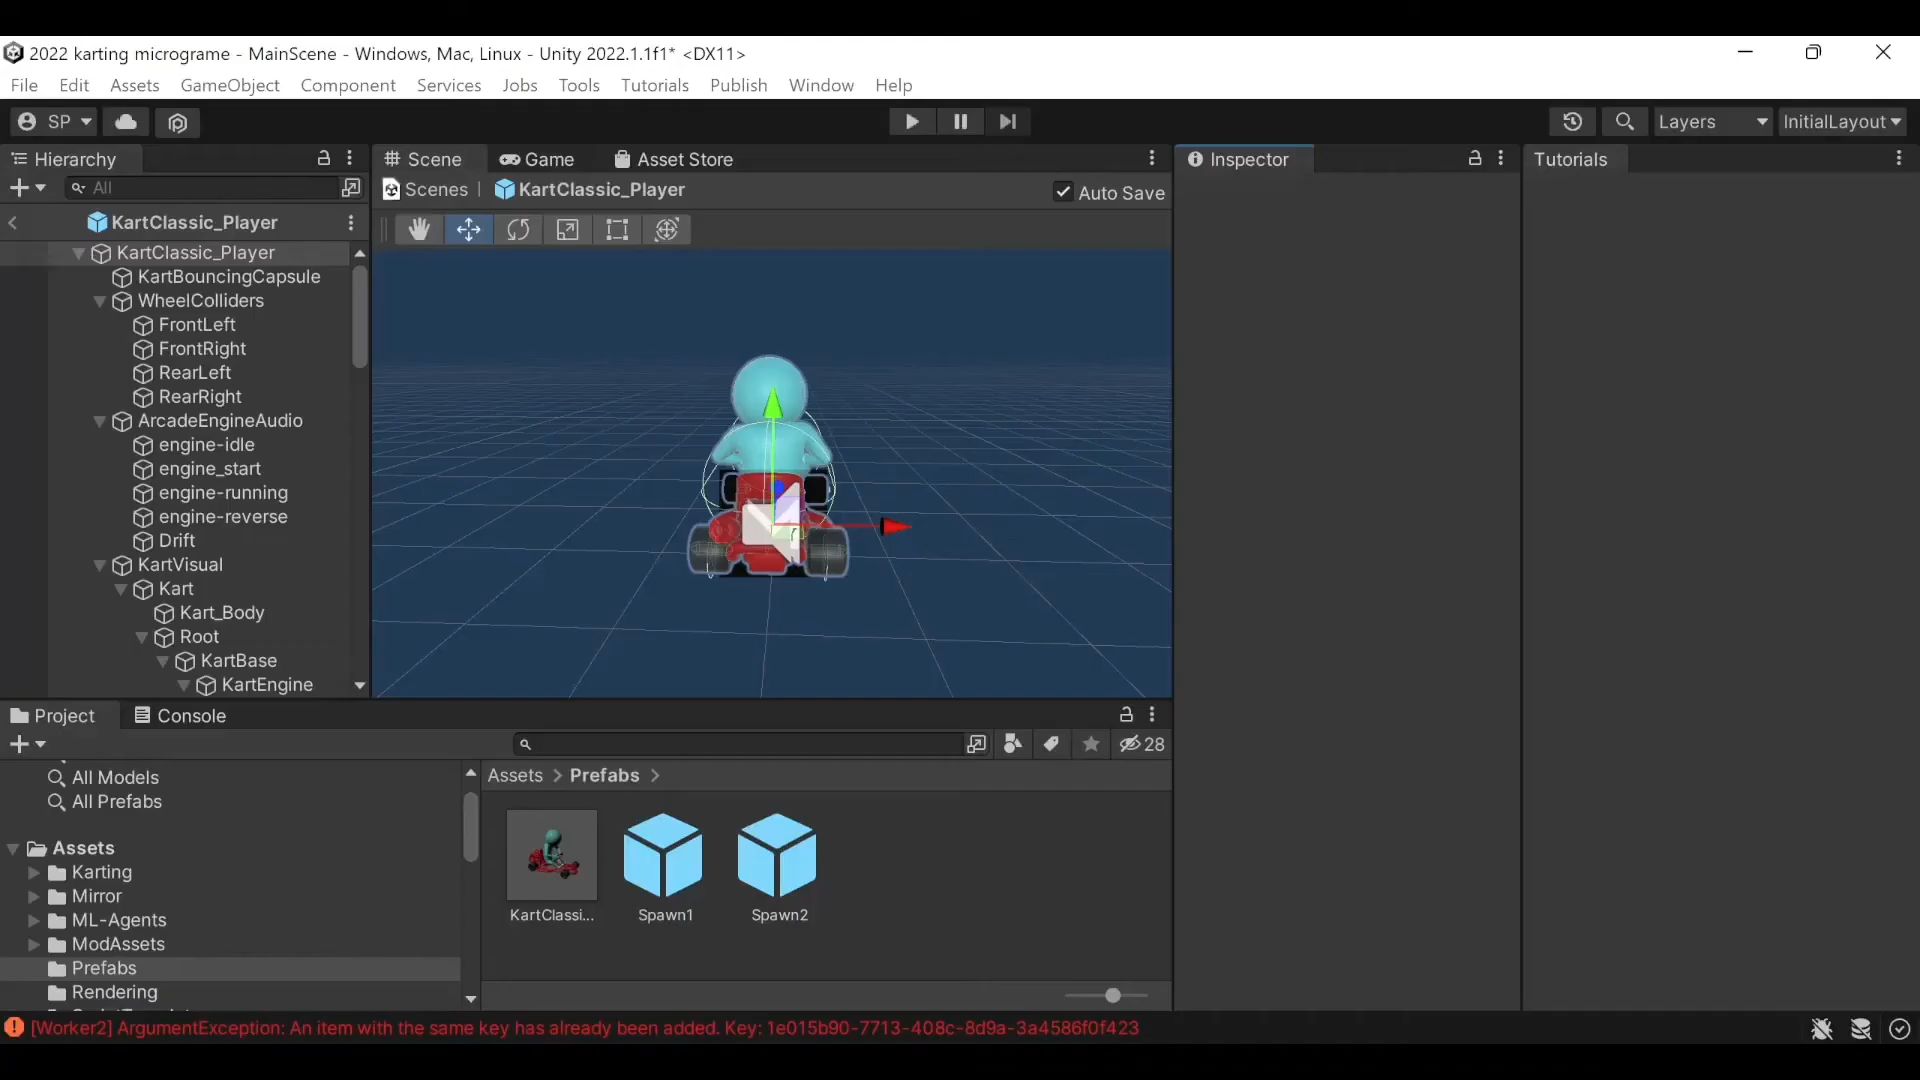 2022 karting micrograme - MainScene - Windows, Mac, Linux - Unity 2022.1.1f1* <DX11>
File Edit Assets GameObject Component Services Jobs Tools Tutorials Publish Window Help
SP Layers InitialLayout
Hierarchy
All
KartClassic_Player
KartClassic_Player
KartBouncingCapsule
WheelColliders
FrontLeft
FrontRight
RearLeft
RearRight
ArcadeEngineAudio
engine-idle
engine_start
engine-running
engine-reverse
Drift
KartVisual
Kart
Kart_Body
Root
KartBase
KartEngine
Scene Game Asset Store
Scenes | KartClassic_Player Auto Save
Inspector
Tutorials
Project Console
28
All Models
All Prefabs
Assets
Karting
Mirror
ML-Agents
ModAssets
Prefabs
Rendering
Assets > Prefabs >
KartClassi... Spawn1 Spawn2
[Worker2] ArgumentException: An item with the same key has already been added. Key: 1e015b90-7713-408c-8d9a-3a4586f0f423